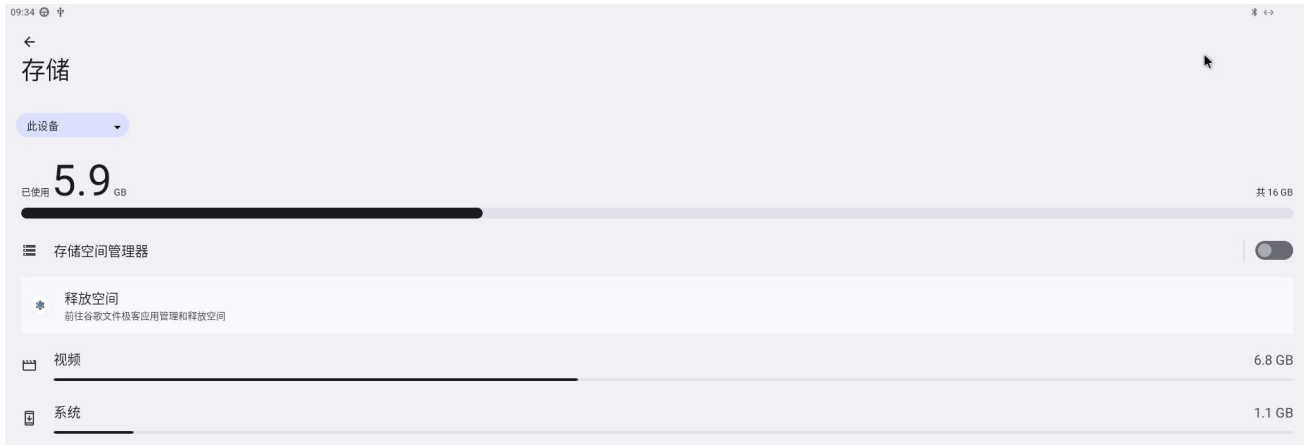 09:34
存储
此设备
已使用 5.9 GB
共 16 GB
存储空间管理器
释放空间
前往谷歌文件极客应用管理和释放空间
视频
6.8 GB
系统
1.1 GB